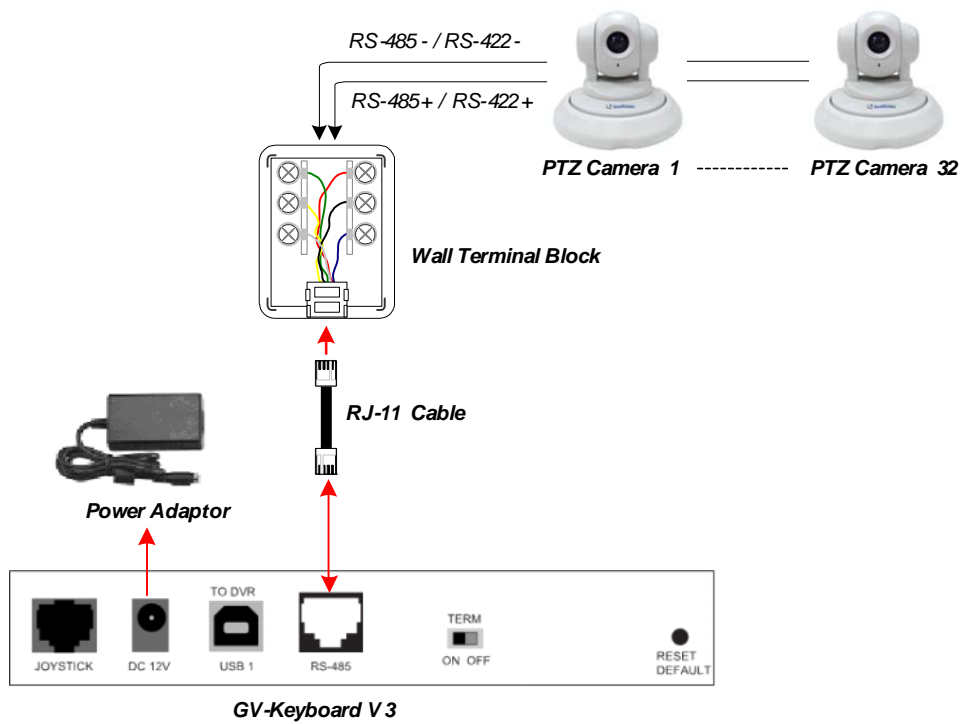 RS-485 - / RS-422 -
RS-485+ / RS-422 +
PTZ Camera 1 PTZ Camera 32
Wall Terminal Block
RJ-11 Cable
Power Adaptor
TO DVR
TERM
JOYSTICK DC 12V USB 1 RS-485 ON OFF RESET
DEFAULT
GV-Keyboard V 3